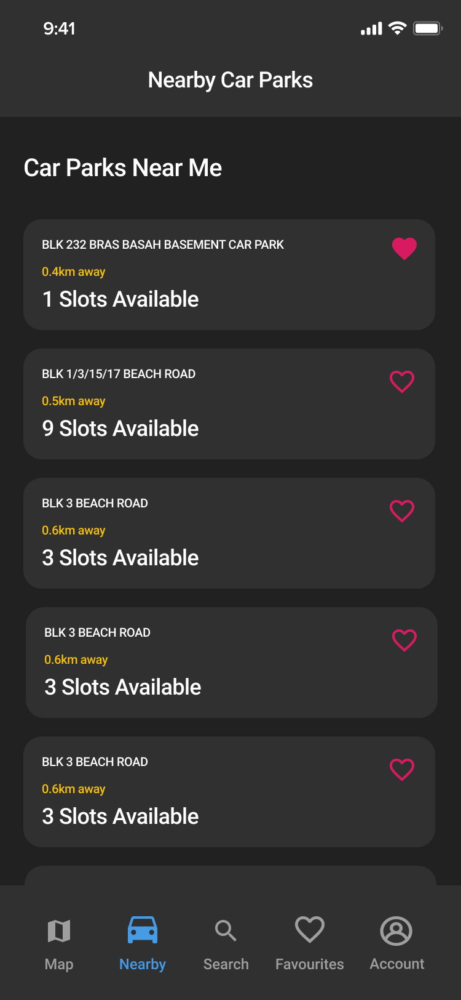 9:41
Nearby Car Parks
Car Parks Near Me
BLK 232 BRAS BASAH BASEMENT CAR PARK
0.4km away
1 Slots Available
BLK 1/3/15/17 BEACH ROAD
0.5km away
9 Slots Available
BLK 3 BEACH ROAD
0.6km away
3 Slots Available
BLK 3 BEACH ROAD
0.6km away
3 Slots Available
BLK 3 BEACH ROAD
0.6km away
3 Slots Available
Map Nearby Search Favourites Account